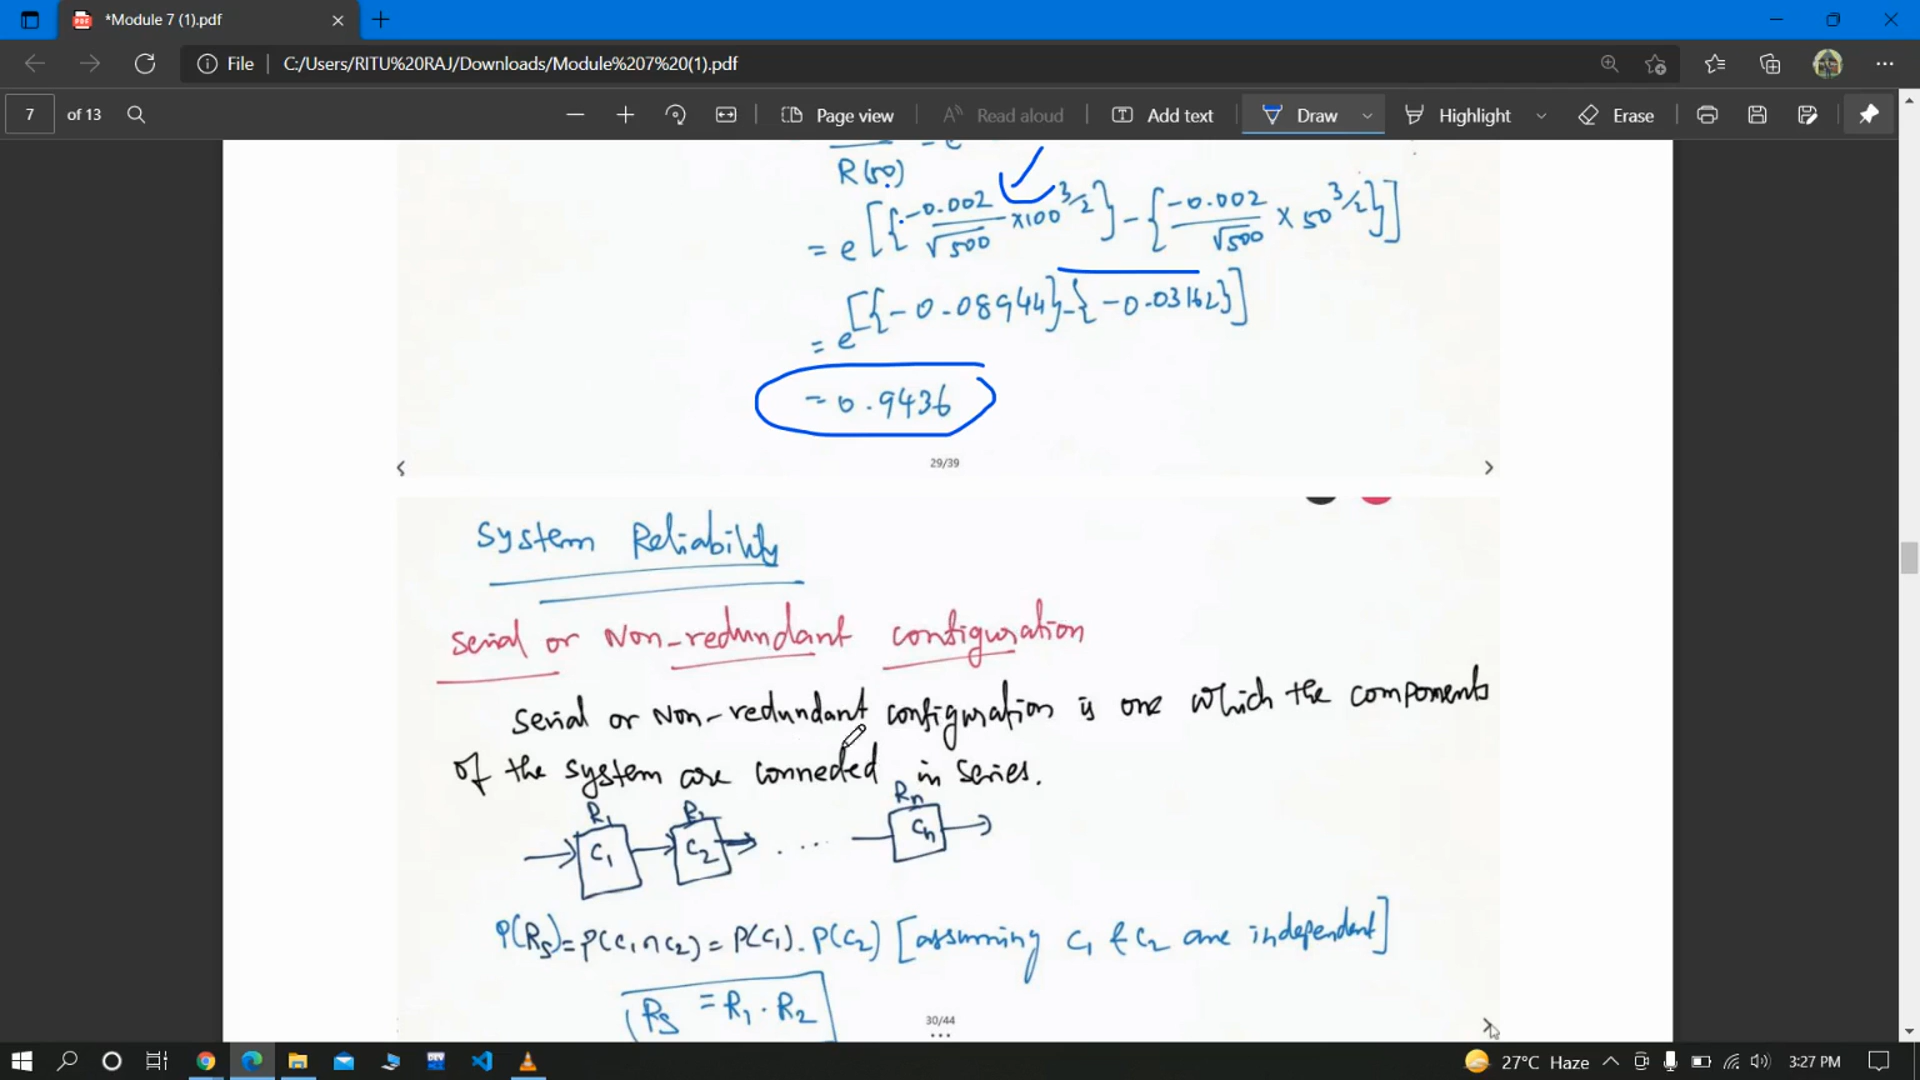 *Module 7 (1).pdf
File C:/Users/RITU%20RAJ/Downloads/Module%207%20(1).pdf
7 of 13 Page view Read aloud Add text Draw Highlight Erase
R(50)
= e [{-0.002/√500 ×100^3/2} - {-0.002/√500 × 50^3/2}]
= e [{-0.08944}-{-0.03162}]
= 0.9436
29/39
System Reliability
Serial or Non-redundant configuration
Serial or Non-redundant configuration is one which the components
of the system are connected in series.
R1 R2 Rn
C1 C2 .... Cn
P(Rs)=P(C1∩C2)=P(C1).P(C2) [assuming C1 & C2 are independent]
Rs = R1 . R2
30/44
27°C Haze 3:27 PM